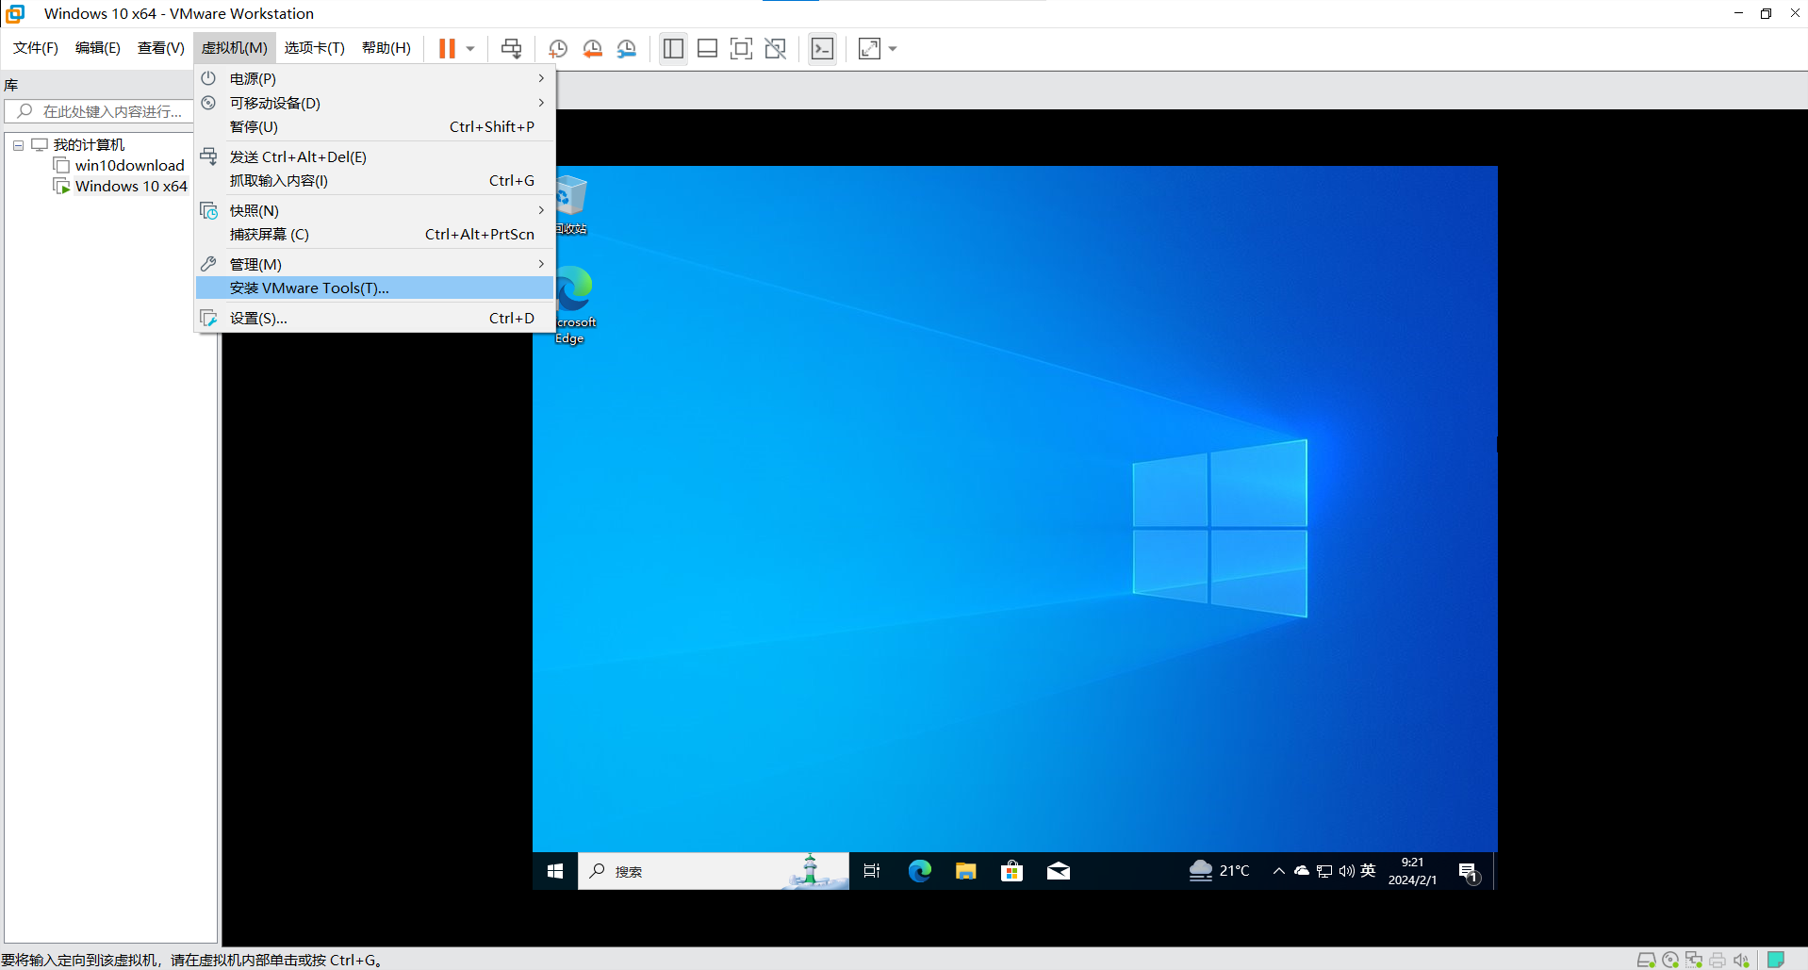 Windows 10 x64 - VMware Workstation
文件(F) 编辑(E) 查看(V) 虚拟机(M) 选项卡(T) 帮助(H)
库
在此处键入内容进行...
我的计算机
win10download
Windows 10 x64
电源(P)
可移动设备(D)
暂停(U) Ctrl+Shift+P
发送 Ctrl+Alt+Del(E)
抓取输入内容(I) Ctrl+G
快照(N)
捕获屏幕 (C) Ctrl+Alt+PrtScn
管理(M)
安装 VMware Tools(T)...
设置(S)... Ctrl+D
回收站
crosoft
Edge
搜索
21°C
英
9:21
2024/2/1
1
要将输入定向到该虚拟机，请在虚拟机内部单击或按 Ctrl+G。